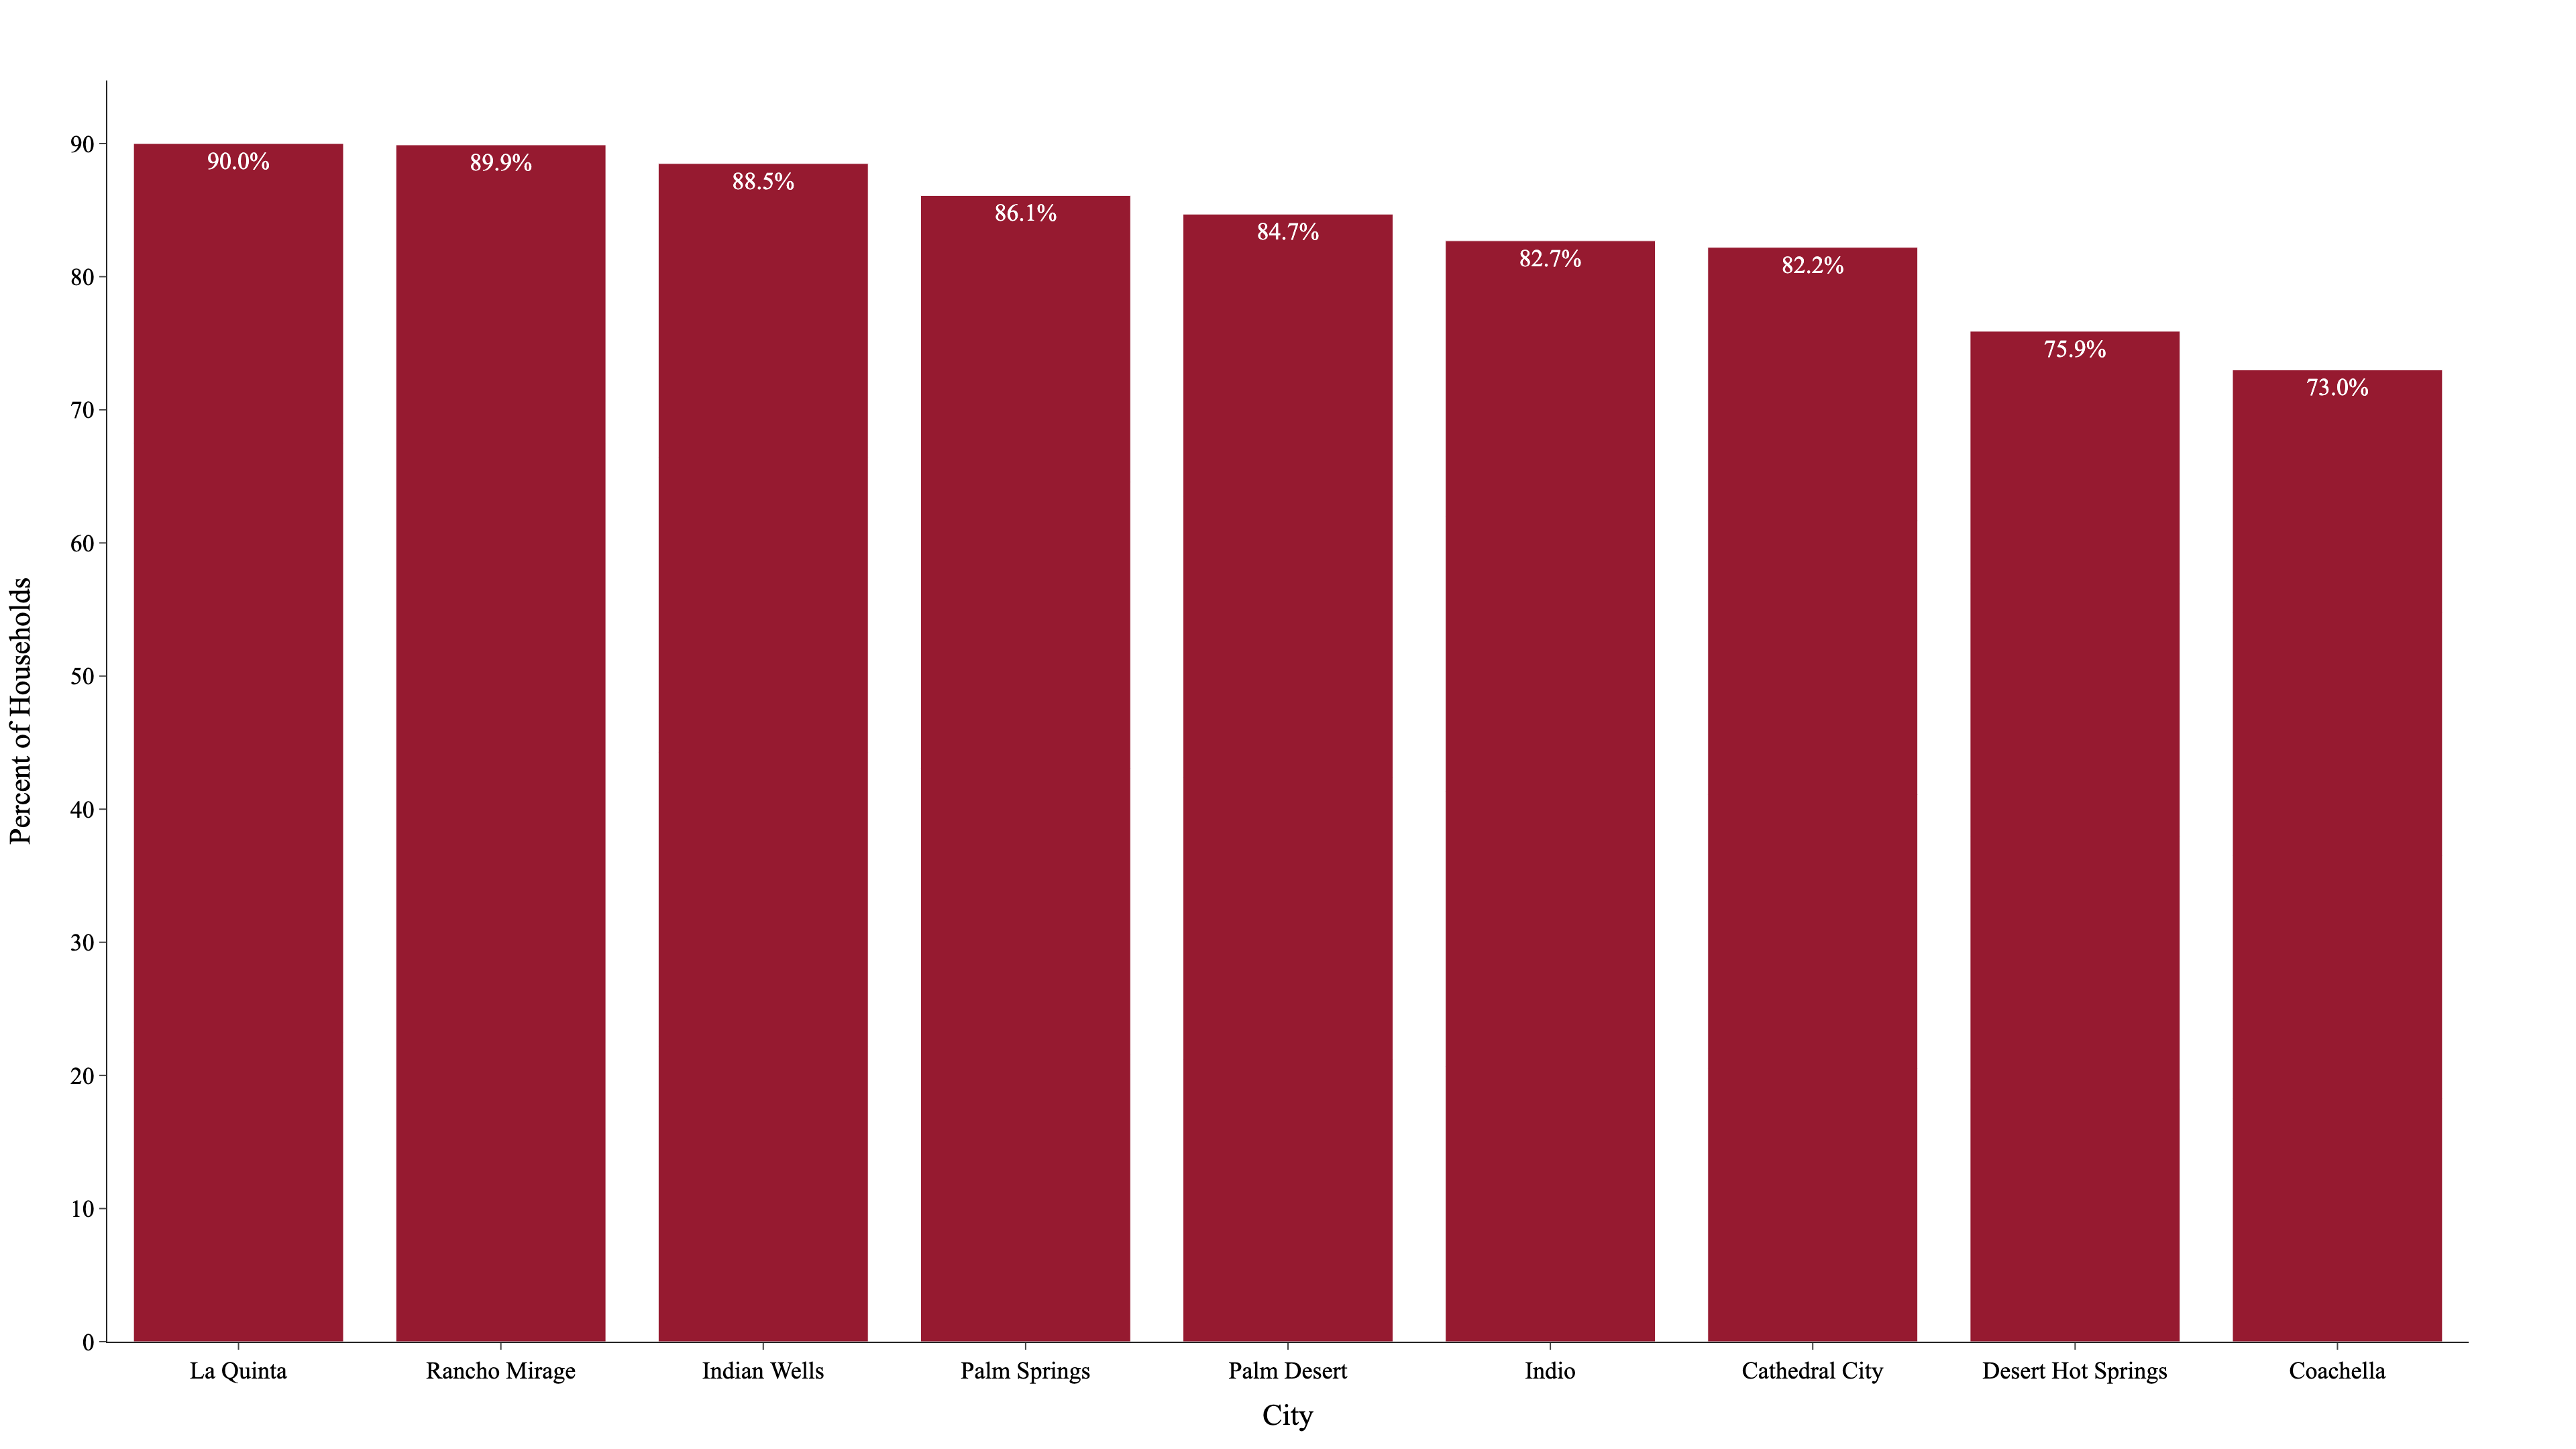 90
80
70
60
50
40
30
20
10
0
Percent of Households
90.0%
89.9%
88.5%
86.1%
84.7%
82.7%
82.2%
75.9%
73.0%
La Quinta
Rancho Mirage
Indian Wells
Palm Springs
Palm Desert
Indio
Cathedral City
Desert Hot Springs
Coachella
City